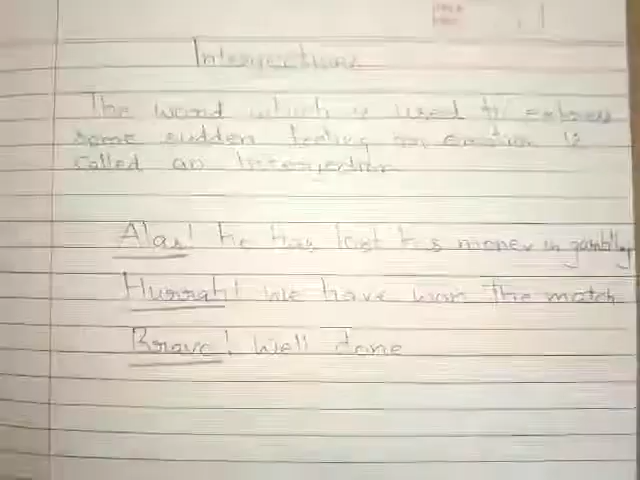 Interjections
The word which is used to express
some sudden feeling or emotion is
called an Interjection
Alas! he has lost his money in gambling
Hurrah! we have won the match
Bravo! well done